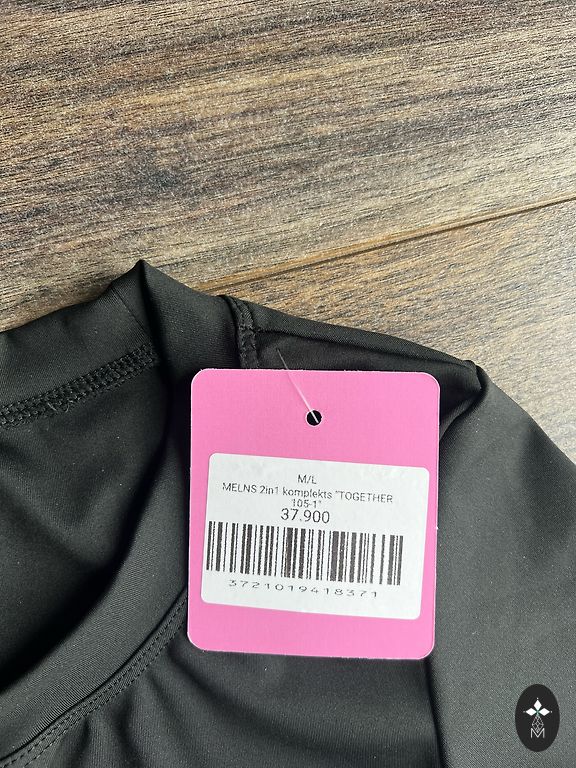 M/L
MELNS 2in1 komplekts "TOGETHER
105-1"
37.900
3721019418371
M